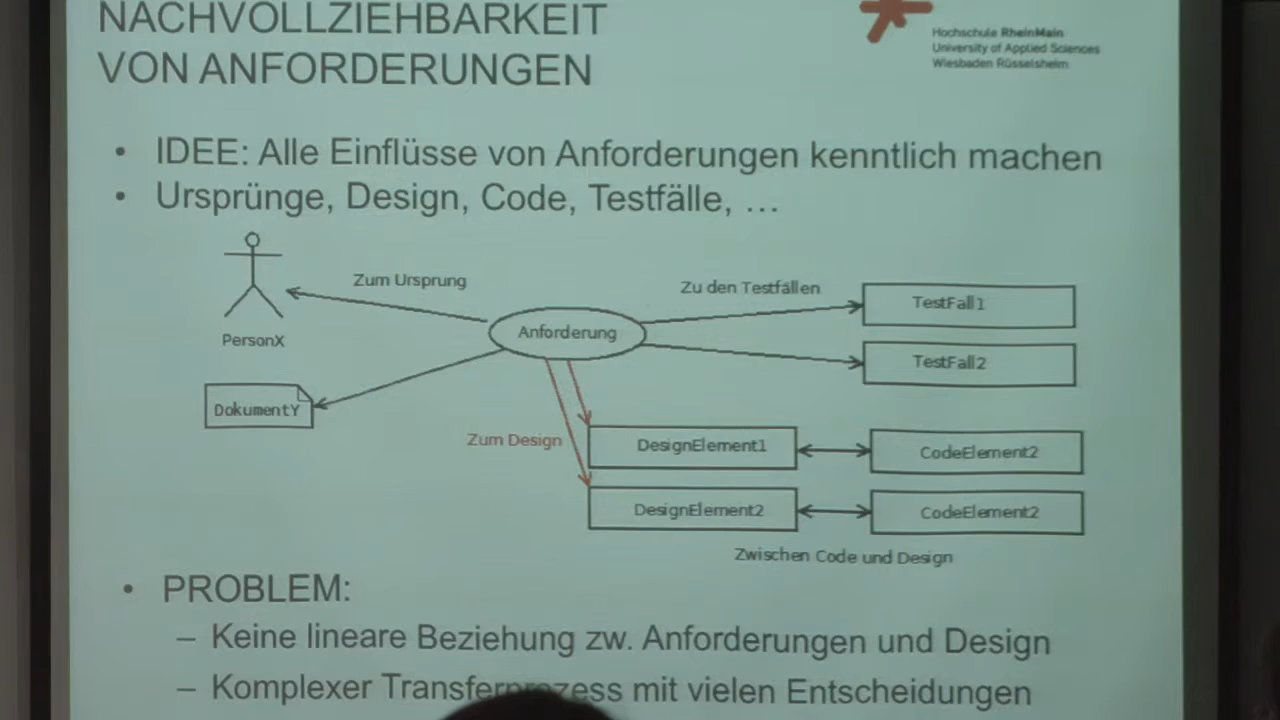 NACHVOLLZIEHBARKEIT
VON ANFORDERUNGEN
Hochschule RheinMain
University of Applied Sciences
Wiesbaden Rüsselsheim
• IDEE: Alle Einflüsse von Anforderungen kenntlich machen
• Ursprünge, Design, Code, Testfälle, …
Zum Ursprung
Zu den Testfällen
TestFall1
Anforderung
PersonX
TestFall2
DokumentY
Zum Design
DesignElement1
CodeElement2
DesignElement2
CodeElement2
Zwischen Code und Design
• PROBLEM:
– Keine lineare Beziehung zw. Anforderungen und Design
– Komplexer Transferprozess mit vielen Entscheidungen